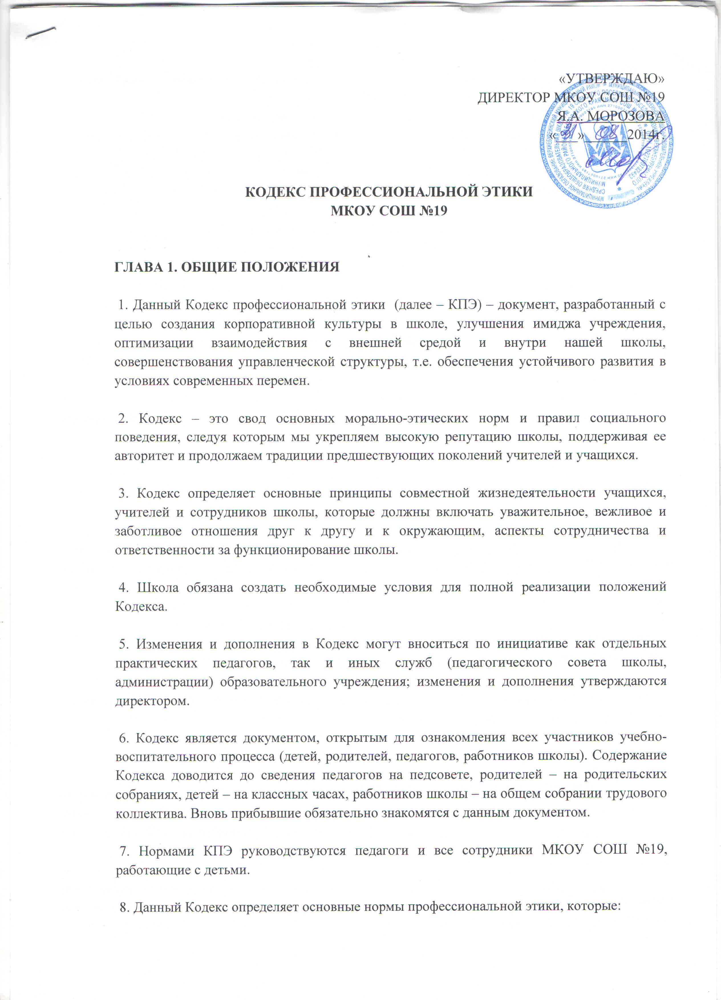 «УТВЕРЖДАЮ»
ДИРЕКТОР МКОУ СОШ №19
Я.А. МОРОЗОВА
«31» 08 2014г.
КОДЕКС ПРОФЕССИОНАЛЬНОЙ ЭТИКИ
МКОУ СОШ №19
ГЛАВА 1. ОБЩИЕ ПОЛОЖЕНИЯ
1. Данный Кодекс профессиональной этики (далее – КПЭ) – документ, разработанный с
целью создания корпоративной культуры в школе, улучшения имиджа учреждения,
оптимизации взаимодействия с внешней средой и внутри нашей школы,
совершенствования управленческой структуры, т.е. обеспечения устойчивого развития в
условиях современных перемен.
2. Кодекс – это свод основных морально-этических норм и правил социального
поведения, следуя которым мы укрепляем высокую репутацию школы, поддерживая ее
авторитет и продолжаем традиции предшествующих поколений учителей и учащихся.
3. Кодекс определяет основные принципы совместной жизнедеятельности учащихся,
учителей и сотрудников школы, которые должны включать уважительное, вежливое и
заботливое отношения друг к другу и к окружающим, аспекты сотрудничества и
ответственности за функционирование школы.
4. Школа обязана создать необходимые условия для полной реализации положений
Кодекса.
5. Изменения и дополнения в Кодекс могут вноситься по инициативе как отдельных
практических педагогов, так и иных служб (педагогического совета школы,
администрации) образовательного учреждения; изменения и дополнения утверждаются
директором.
6. Кодекс является документом, открытым для ознакомления всех участников учебно-
воспитательного процесса (детей, родителей, педагогов, работников школы). Содержание
Кодекса доводится до сведения педагогов на педсовете, родителей – на родительских
собраниях, детей – на классных часах, работников школы – на общем собрании трудового
коллектива. Вновь прибывшие обязательно знакомятся с данным документом.
7. Нормами КПЭ руководствуются педагоги и все сотрудники МКОУ СОШ №19,
работающие с детьми.
8. Данный Кодекс определяет основные нормы профессиональной этики, которые: